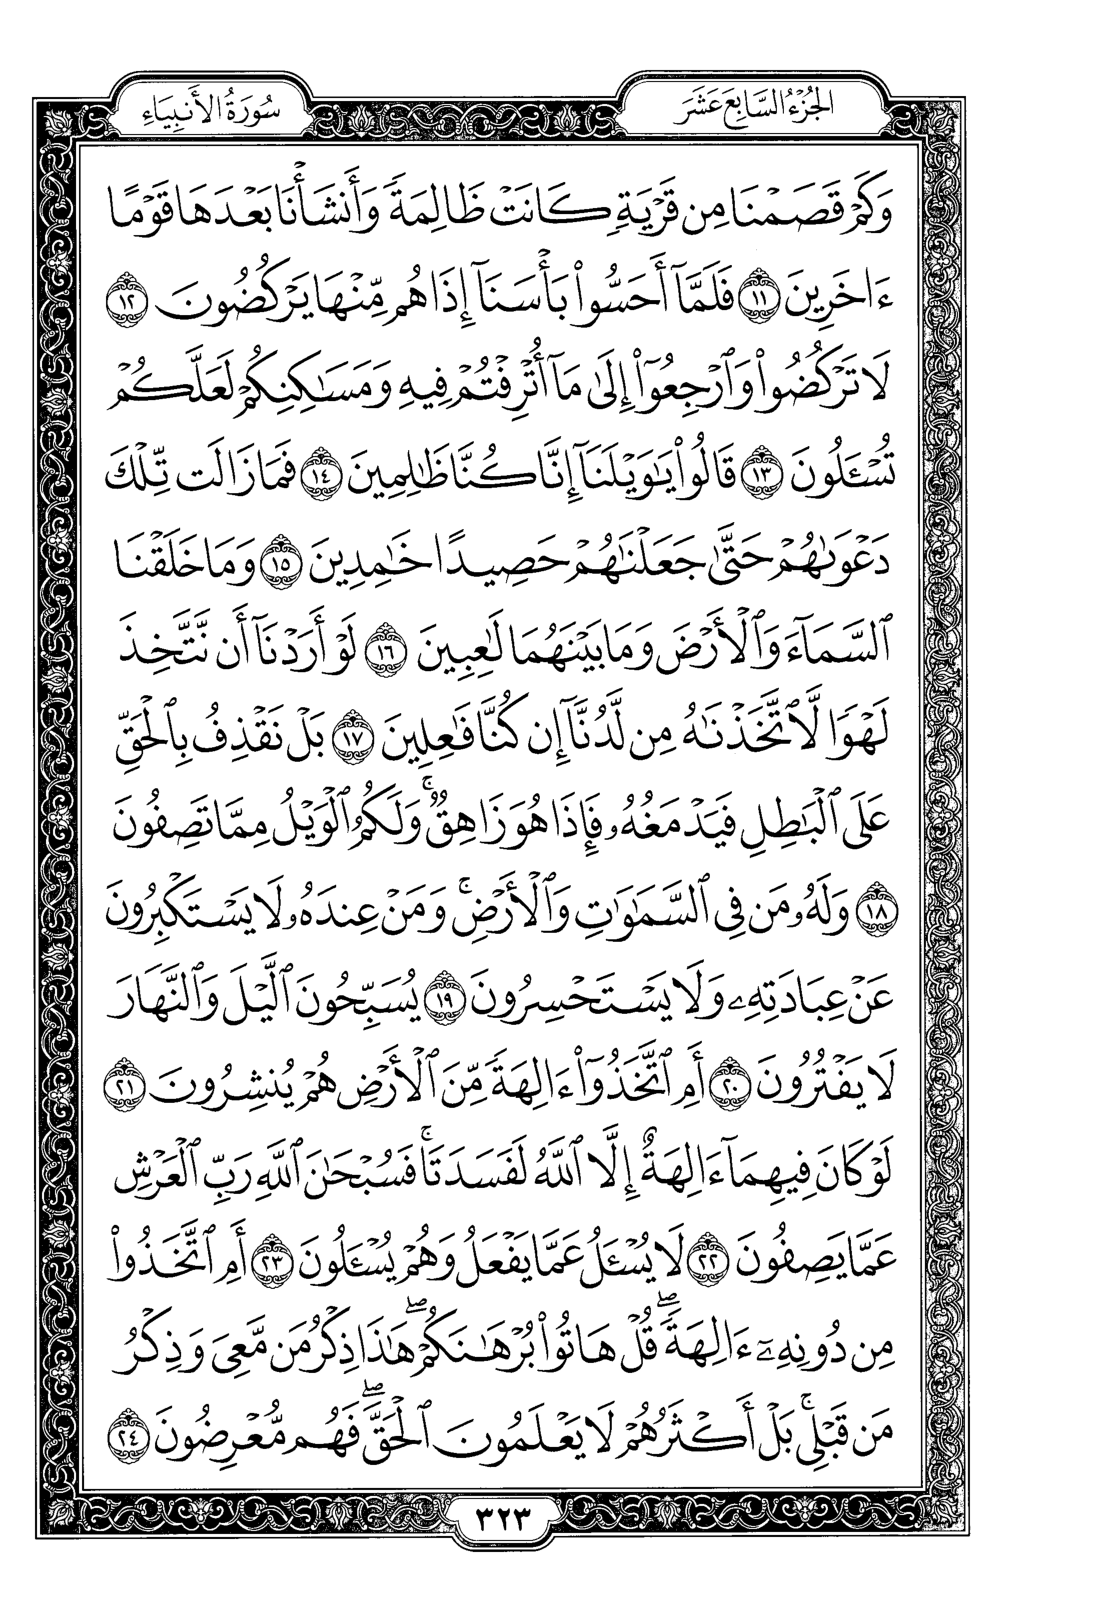 الجُزْءُ السَّابِعَ عَشَرَ
سُورَةُ الأَنبِيَاءِ
وَكَمْ قَصَمْنَا مِن قَرْيَةٍ كَانَتْ ظَالِمَةً وَأَنشَأْنَا بَعْدَهَا قَوْمًا
ءَاخَرِينَ ١١ فَلَمَّآ أَحَسُّوا۟ بَأْسَنَآ إِذَا هُم مِّنْهَا يَرْكُضُونَ ١٢
لَا تَرْكُضُوا۟ وَٱرْجِعُوٓا۟ إِلَىٰ مَآ أُتْرِفْتُمْ فِيهِ وَمَسَـٰكِنِكُمْ لَعَلَّكُمْ
تُسْـَٔلُونَ ١٣ قَالُوا۟ يَـٰوَيْلَنَآ إِنَّا كُنَّا ظَـٰلِمِينَ ١٤ فَمَا زَالَت تِّلْكَ
دَعْوَىٰهُمْ حَتَّىٰ جَعَلْنَـٰهُمْ حَصِيدًا خَـٰمِدِينَ ١٥ وَمَا خَلَقْنَا
ٱلسَّمَآءَ وَٱلْأَرْضَ وَمَا بَيْنَهُمَا لَـٰعِبِينَ ١٦ لَوْ أَرَدْنَآ أَن نَّتَّخِذَ
لَهْوًا لَّٱتَّخَذْنَـٰهُ مِن لَّدُنَّآ إِن كُنَّا فَـٰعِلِينَ ١٧ بَلْ نَقْذِفُ بِٱلْحَقِّ
عَلَى ٱلْبَـٰطِلِ فَيَدْمَغُهُۥ فَإِذَا هُوَ زَاهِقٌ ۚ وَلَكُمُ ٱلْوَيْلُ مِمَّا تَصِفُونَ
١٨ وَلَهُۥ مَن فِى ٱلسَّمَـٰوَٰتِ وَٱلْأَرْضِ ۚ وَمَنْ عِندَهُۥ لَا يَسْتَكْبِرُونَ
عَنْ عِبَادَتِهِۦ وَلَا يَسْتَحْسِرُونَ ١٩ يُسَبِّحُونَ ٱلَّيْلَ وَٱلنَّهَارَ
لَا يَفْتُرُونَ ٢٠ أَمِ ٱتَّخَذُوٓا۟ ءَالِهَةً مِّنَ ٱلْأَرْضِ هُمْ يُنشِرُونَ ٢١
لَوْ كَانَ فِيهِمَآ ءَالِهَةٌ إِلَّا ٱللَّهُ لَفَسَدَتَا ۚ فَسُبْحَـٰنَ ٱللَّهِ رَبِّ ٱلْعَرْشِ
عَمَّا يَصِفُونَ ٢٢ لَا يُسْـَٔلُ عَمَّا يَفْعَلُ وَهُمْ يُسْـَٔلُونَ ٢٣ أَمِ ٱتَّخَذُوا۟
مِن دُونِهِۦٓ ءَالِهَةً ۖ قُلْ هَاتُوا۟ بُرْهَـٰنَكُمْ ۖ هَـٰذَا ذِكْرُ مَن مَّعِىَ وَذِكْرُ
مَن قَبْلِى ۚ بَلْ أَكْثَرُهُمْ لَا يَعْلَمُونَ ٱلْحَقَّ ۖ فَهُم مُّعْرِضُونَ ٢٤
٣٢٣